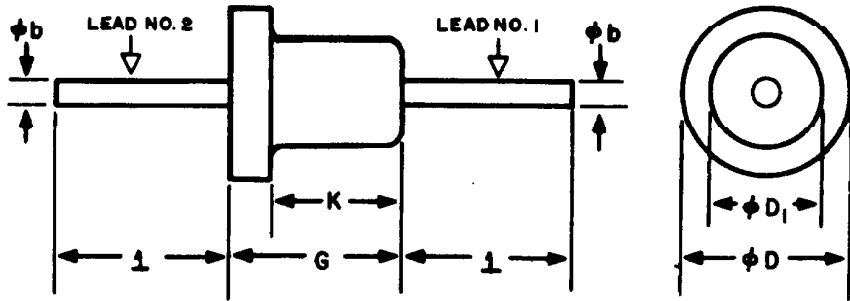 ϕb
LEAD NO. 2
LEAD NO. 1
ϕb
K
ϕD₁
1
G
1
ϕD